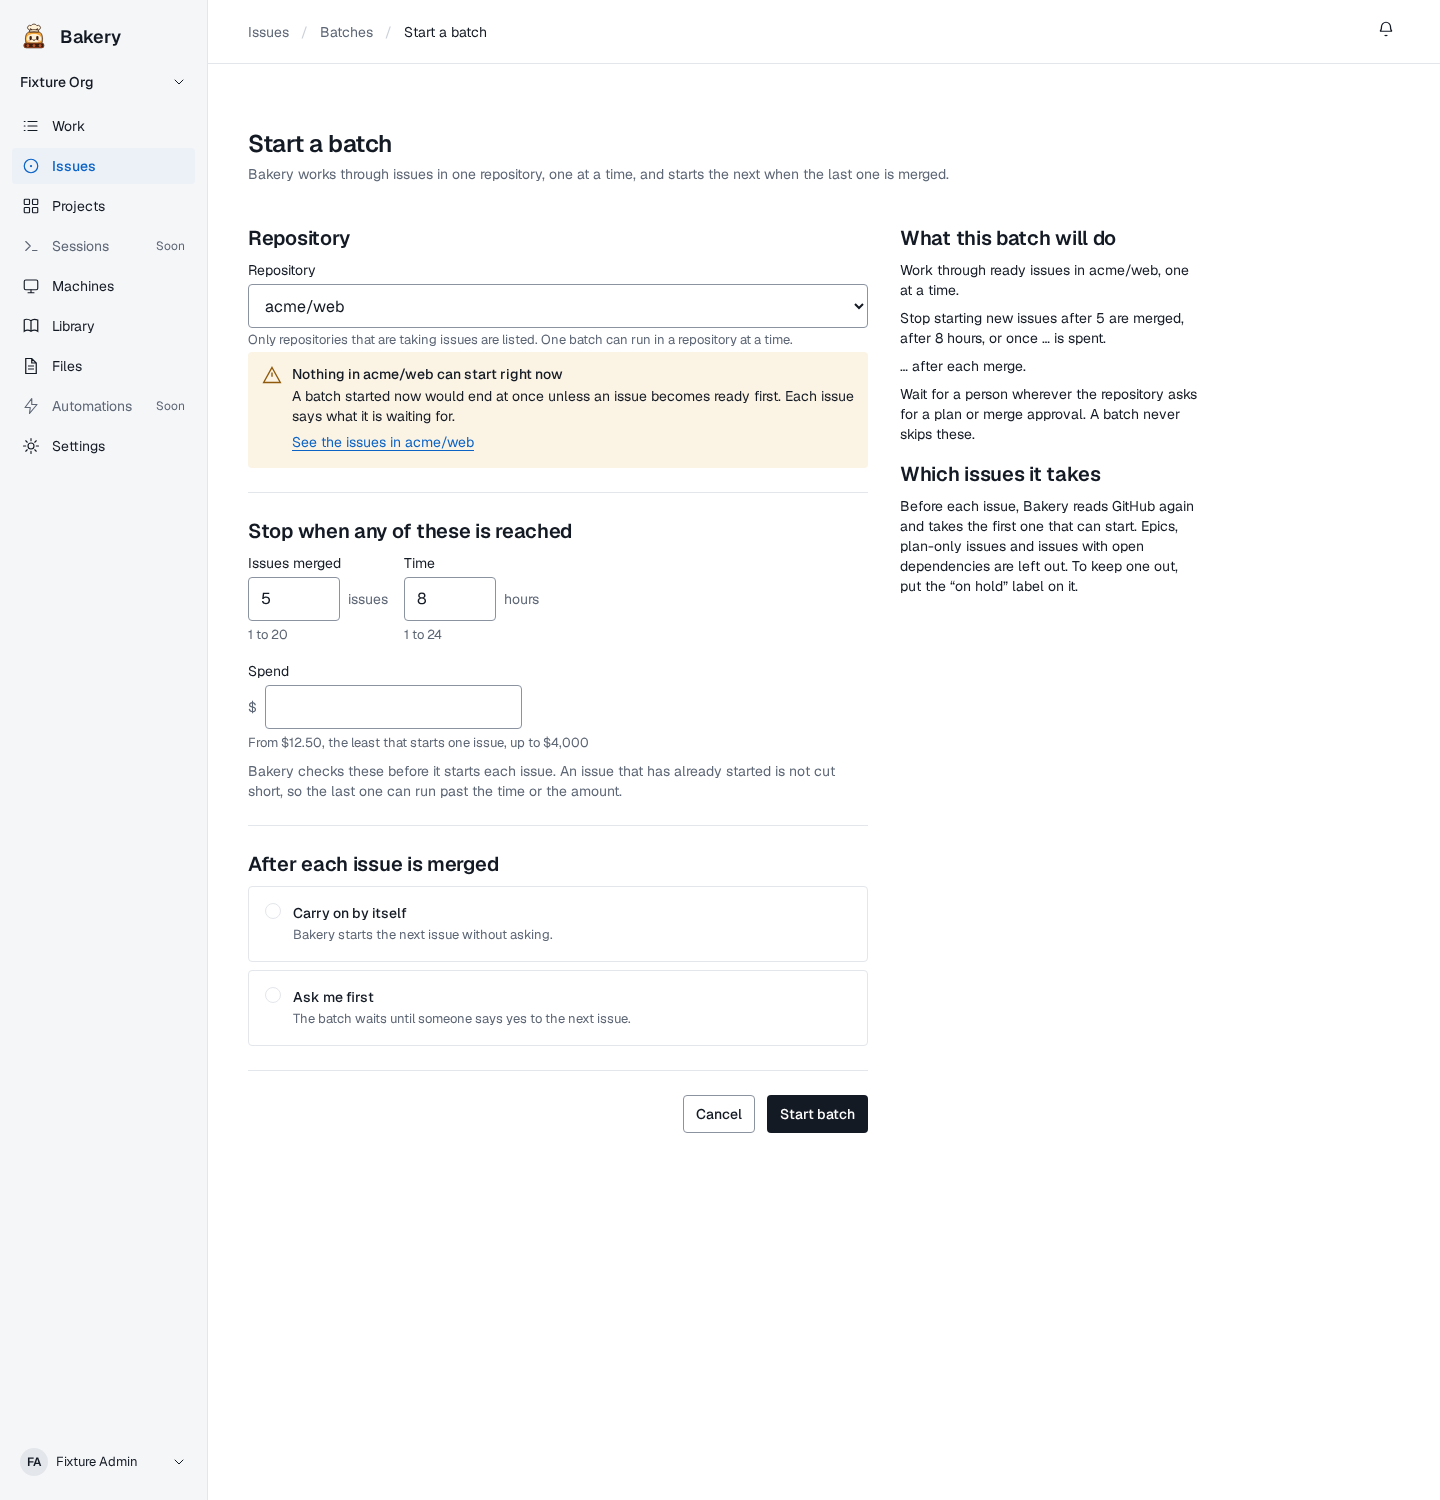 Bakery
Fixture Org
Work
Issues
Projects
Sessions Soon
Machines
Library
Files
Automations Soon
Settings
FA Fixture Admin
Issues / Batches / Start a batch
Start a batch
Bakery works through issues in one repository, one at a time, and starts the next when the last one is merged.
Repository
Repository
acme/web
Only repositories that are taking issues are listed. One batch can run in a repository at a time.
Nothing in acme/web can start right now
A batch started now would end at once unless an issue becomes ready first. Each issue
says what it is waiting for.
See the issues in acme/web
Stop when any of these is reached
Issues merged Time
5 issues 8 hours
1 to 20 1 to 24
Spend
$
From $12.50, the least that starts one issue, up to $4,000
Bakery checks these before it starts each issue. An issue that has already started is not cut
short, so the last one can run past the time or the amount.
After each issue is merged
Carry on by itself
Bakery starts the next issue without asking.
Ask me first
The batch waits until someone says yes to the next issue.
Cancel Start batch
What this batch will do
Work through ready issues in acme/web, one
at a time.
Stop starting new issues after 5 are merged,
after 8 hours, or once … is spent.
… after each merge.
Wait for a person wherever the repository asks
for a plan or merge approval. A batch never
skips these.
Which issues it takes
Before each issue, Bakery reads GitHub again
and takes the first one that can start. Epics,
plan-only issues and issues with open
dependencies are left out. To keep one out,
put the “on hold” label on it.